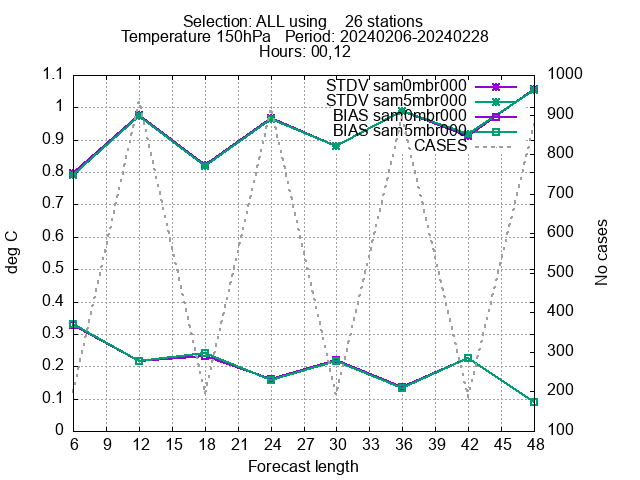 Selection: ALL using    26 stations
Temperature 150hPa   Period: 20240206-20240228
Hours: 00,12
STDV sam0mbr000
STDV sam5mbr000
BIAS sam0mbr000
BIAS sam5mbr000
CASES
1.1
1
0.9
0.8
0.7
0.6
0.5
0.4
0.3
0.2
0.1
0
deg C
1000
900
800
700
600
500
400
300
200
100
No cases
6 9 12 15 18 21 24 27 30 33 36 39 42 45 48
Forecast length